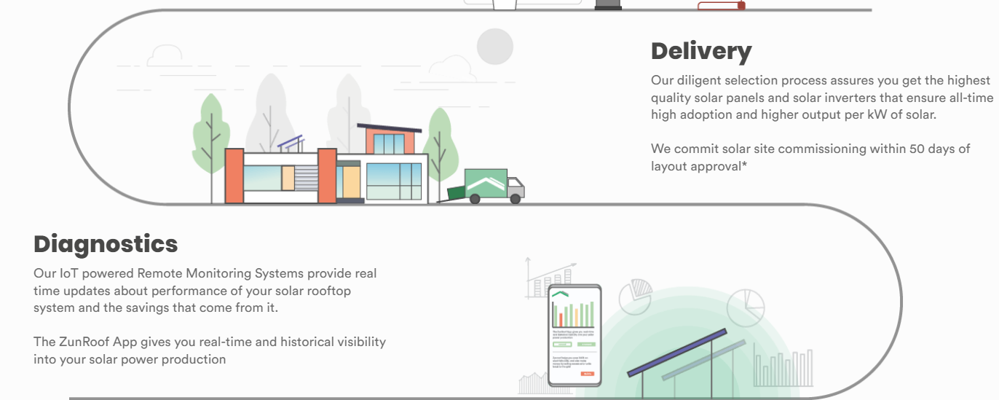 Delivery
Our diligent selection process assures you get the highest
quality solar panels and solar inverters that ensure all-time
high adoption and higher output per kW of solar.
We commit solar site commissioning within 50 days of
layout approval*
Diagnostics
Our IoT powered Remote Monitoring Systems provide real
time updates about performance of your solar rooftop
system and the savings that come from it.
The ZunRoof App gives you real-time and historical visibility
into your solar power production